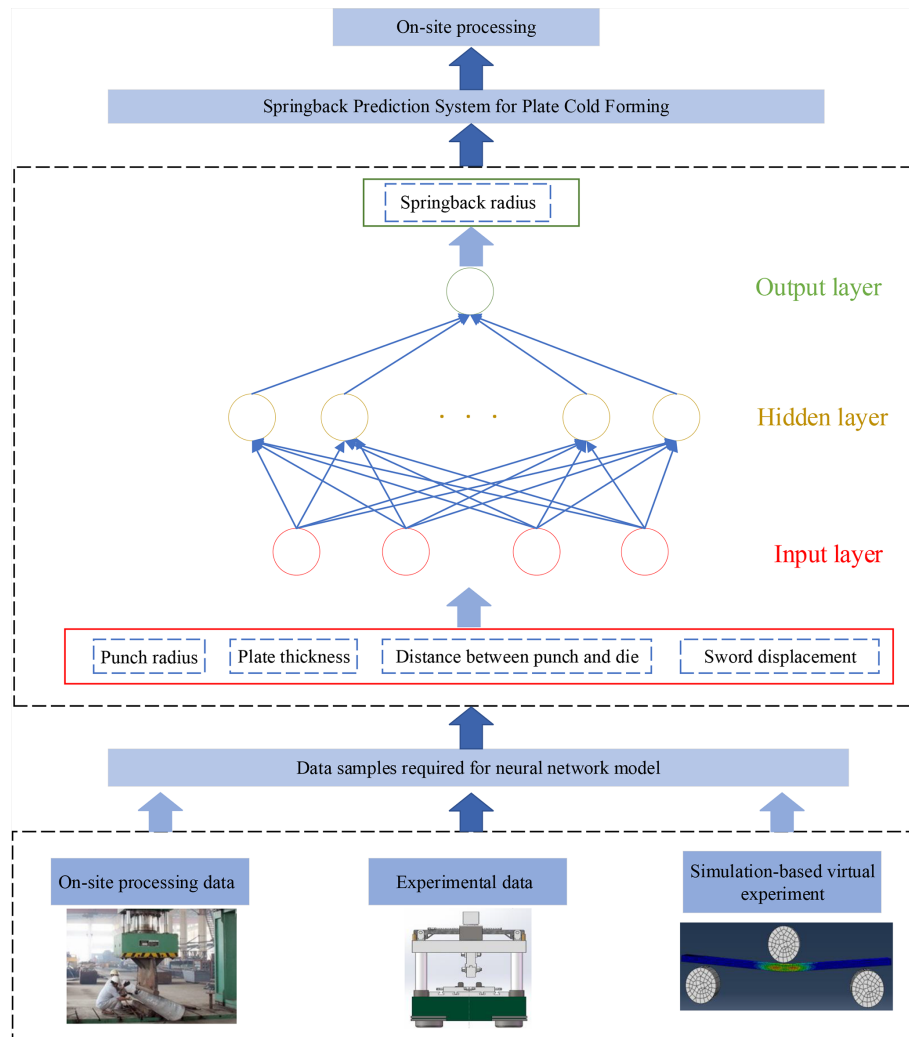 On-site processing
Springback Prediction System for Plate Cold Forming
Springback radius
Output layer
Hidden layer
. . .
Input layer
Punch radius
Plate thickness
Distance between punch and die
Sword displacement
Data samples required for neural network model
On-site processing data
Experimental data
Simulation-based virtual
experiment